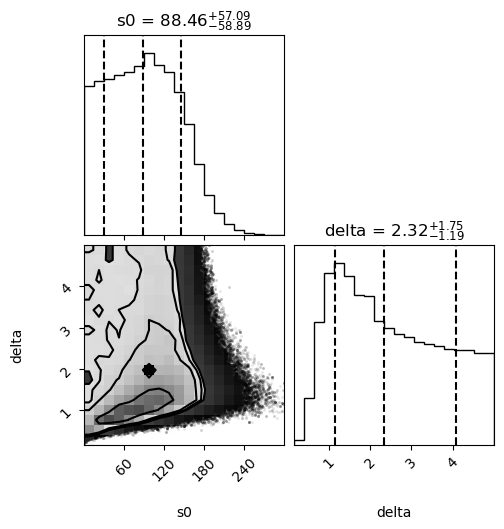 s0 = 88.46+57.09−58.89
delta = 2.32+1.75−1.19
4
3
2
1
delta
60
120
180
240
s0
1
2
3
4
delta